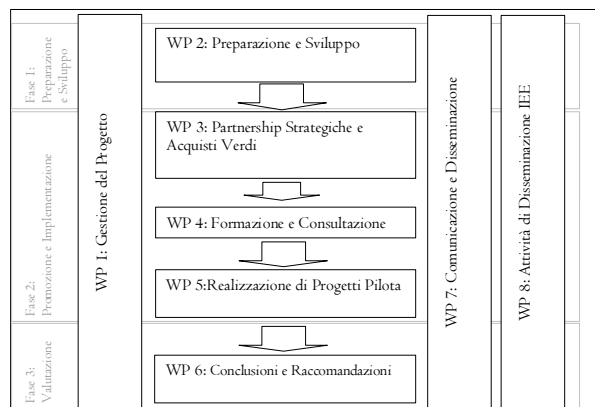 Fase 1:
Preparazione
e Sviluppo
Fase 2:
Promozione e Implementazione
Fase 3:
Valutazione
WP 1: Gestione del Progetto
WP 2: Preparazione e Sviluppo
WP 3: Partnership Strategiche e
Acquisti Verdi
WP 4: Formazione e Consultazione
WP 5:Realizzazione di Progetti Pilota
WP 6: Conclusioni e Raccomandazioni
WP 7: Comunicazione e Disseminazione
WP 8: Attività di Disseminazione IEE